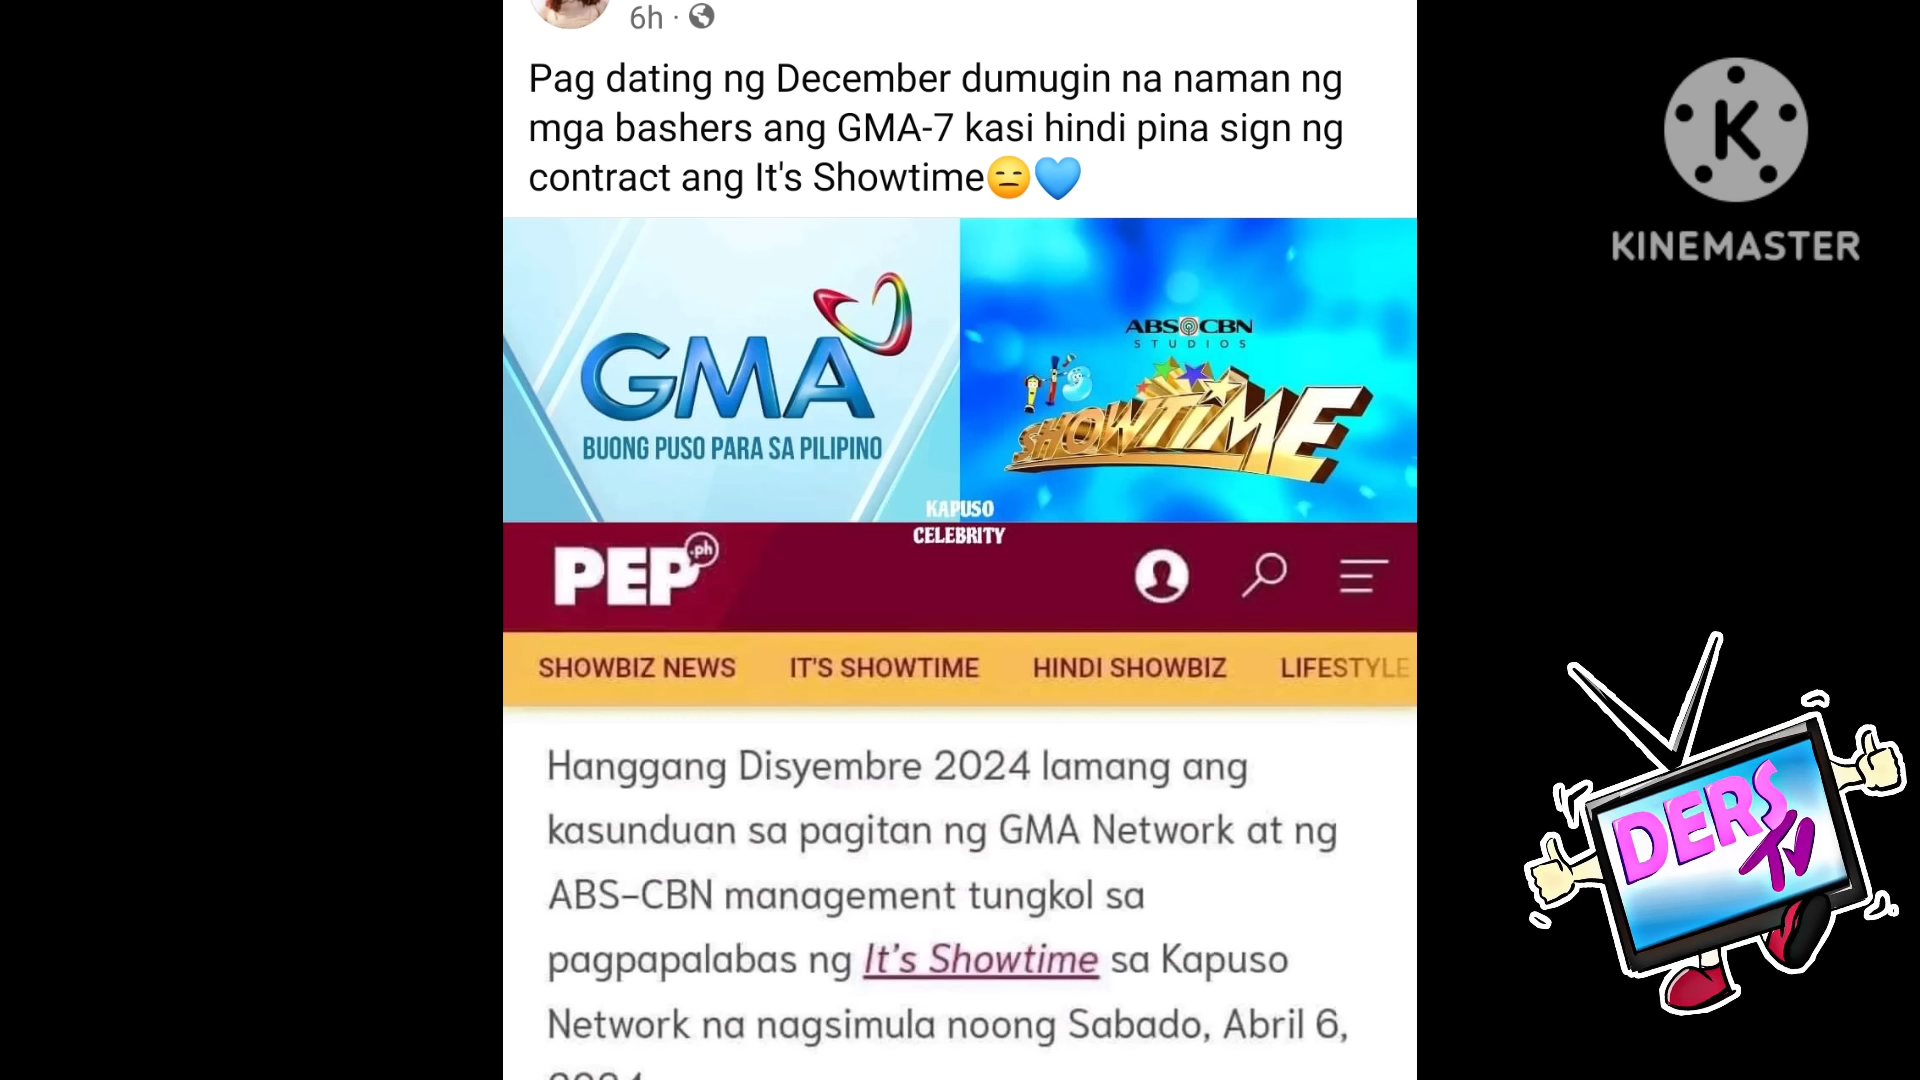 6h ·
Pag dating ng December dumugin na naman ng
mga bashers ang GMA-7 kasi hindi pina sign ng
contract ang It's Showtime😑💙
GMA
BUONG PUSO PARA SA PILIPINO
ABS CBN
STUDIOS
it's
SHOWTIME
KAPUSO
CELEBRITY
PEP.ph
SHOWBIZ NEWS IT'S SHOWTIME HINDI SHOWBIZ LIFESTYLE
Hanggang Disyembre 2024 lamang ang
kasunduan sa pagitan ng GMA Network at ng
ABS-CBN management tungkol sa
pagpapalabas ng It's Showtime sa Kapuso
Network na nagsimula noong Sabado, Abril 6,
K
KINEMASTER
DERS
TV